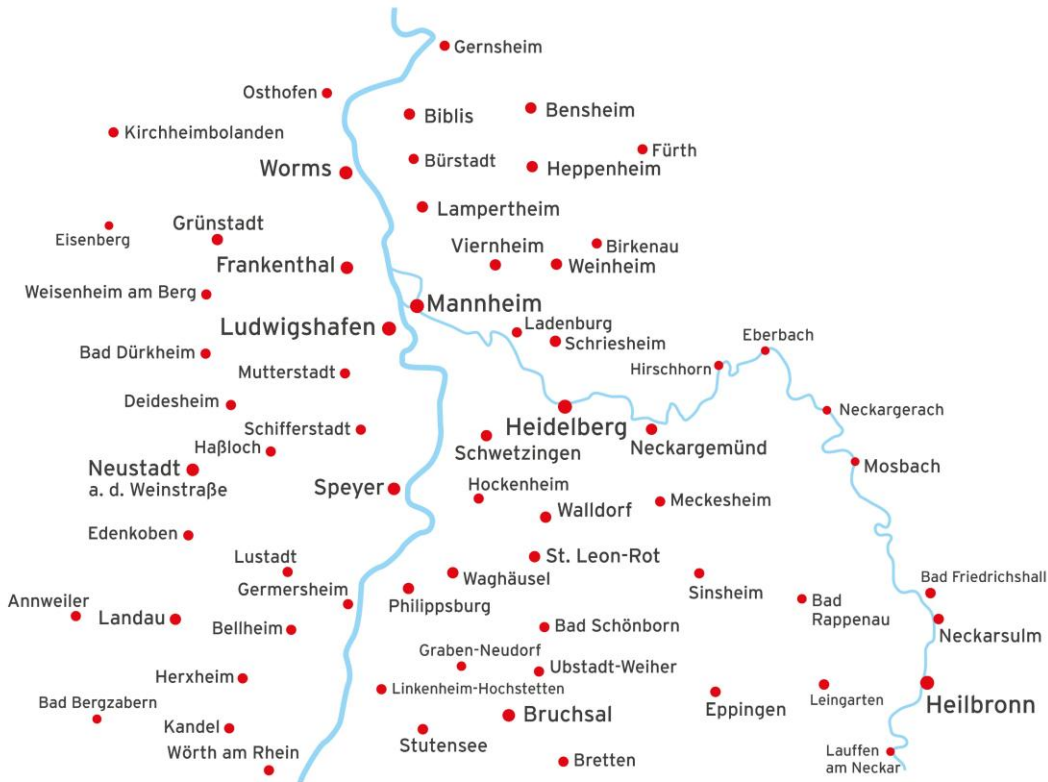 Gernsheim
Osthofen
Biblis
Bensheim
Kirchheimbolanden
Bürstadt
Fürth
Worms
Heppenheim
Lampertheim
Grünstadt
Eisenberg
Viernheim
Birkenau
Frankenthal
Weinheim
Weisenheim am Berg
Mannheim
Ludwigshafen
Ladenburg
Schriesheim
Eberbach
Bad Dürkheim
Mutterstadt
Hirschhorn
Deidesheim
Neckargerach
Schifferstadt
Heidelberg
Haßloch
Schwetzingen
Neckargemünd
Neustadt
a. d. Weinstraße
Mosbach
Speyer
Hockenheim
Meckesheim
Walldorf
Edenkoben
Lustadt
St. Leon-Rot
Waghäusel
Bad Friedrichshall
Germersheim
Sinsheim
Annweiler
Philippsburg
Bad
Rappenau
Landau
Bellheim
Bad Schönborn
Neckarsulm
Graben-Neudorf
Ubstadt-Weiher
Herxheim
Linkenheim-Hochstetten
Bad Bergzabern
Leingarten
Heilbronn
Eppingen
Bruchsal
Kandel
Stutensee
Wörth am Rhein
Bretten
Lauffen
am Neckar